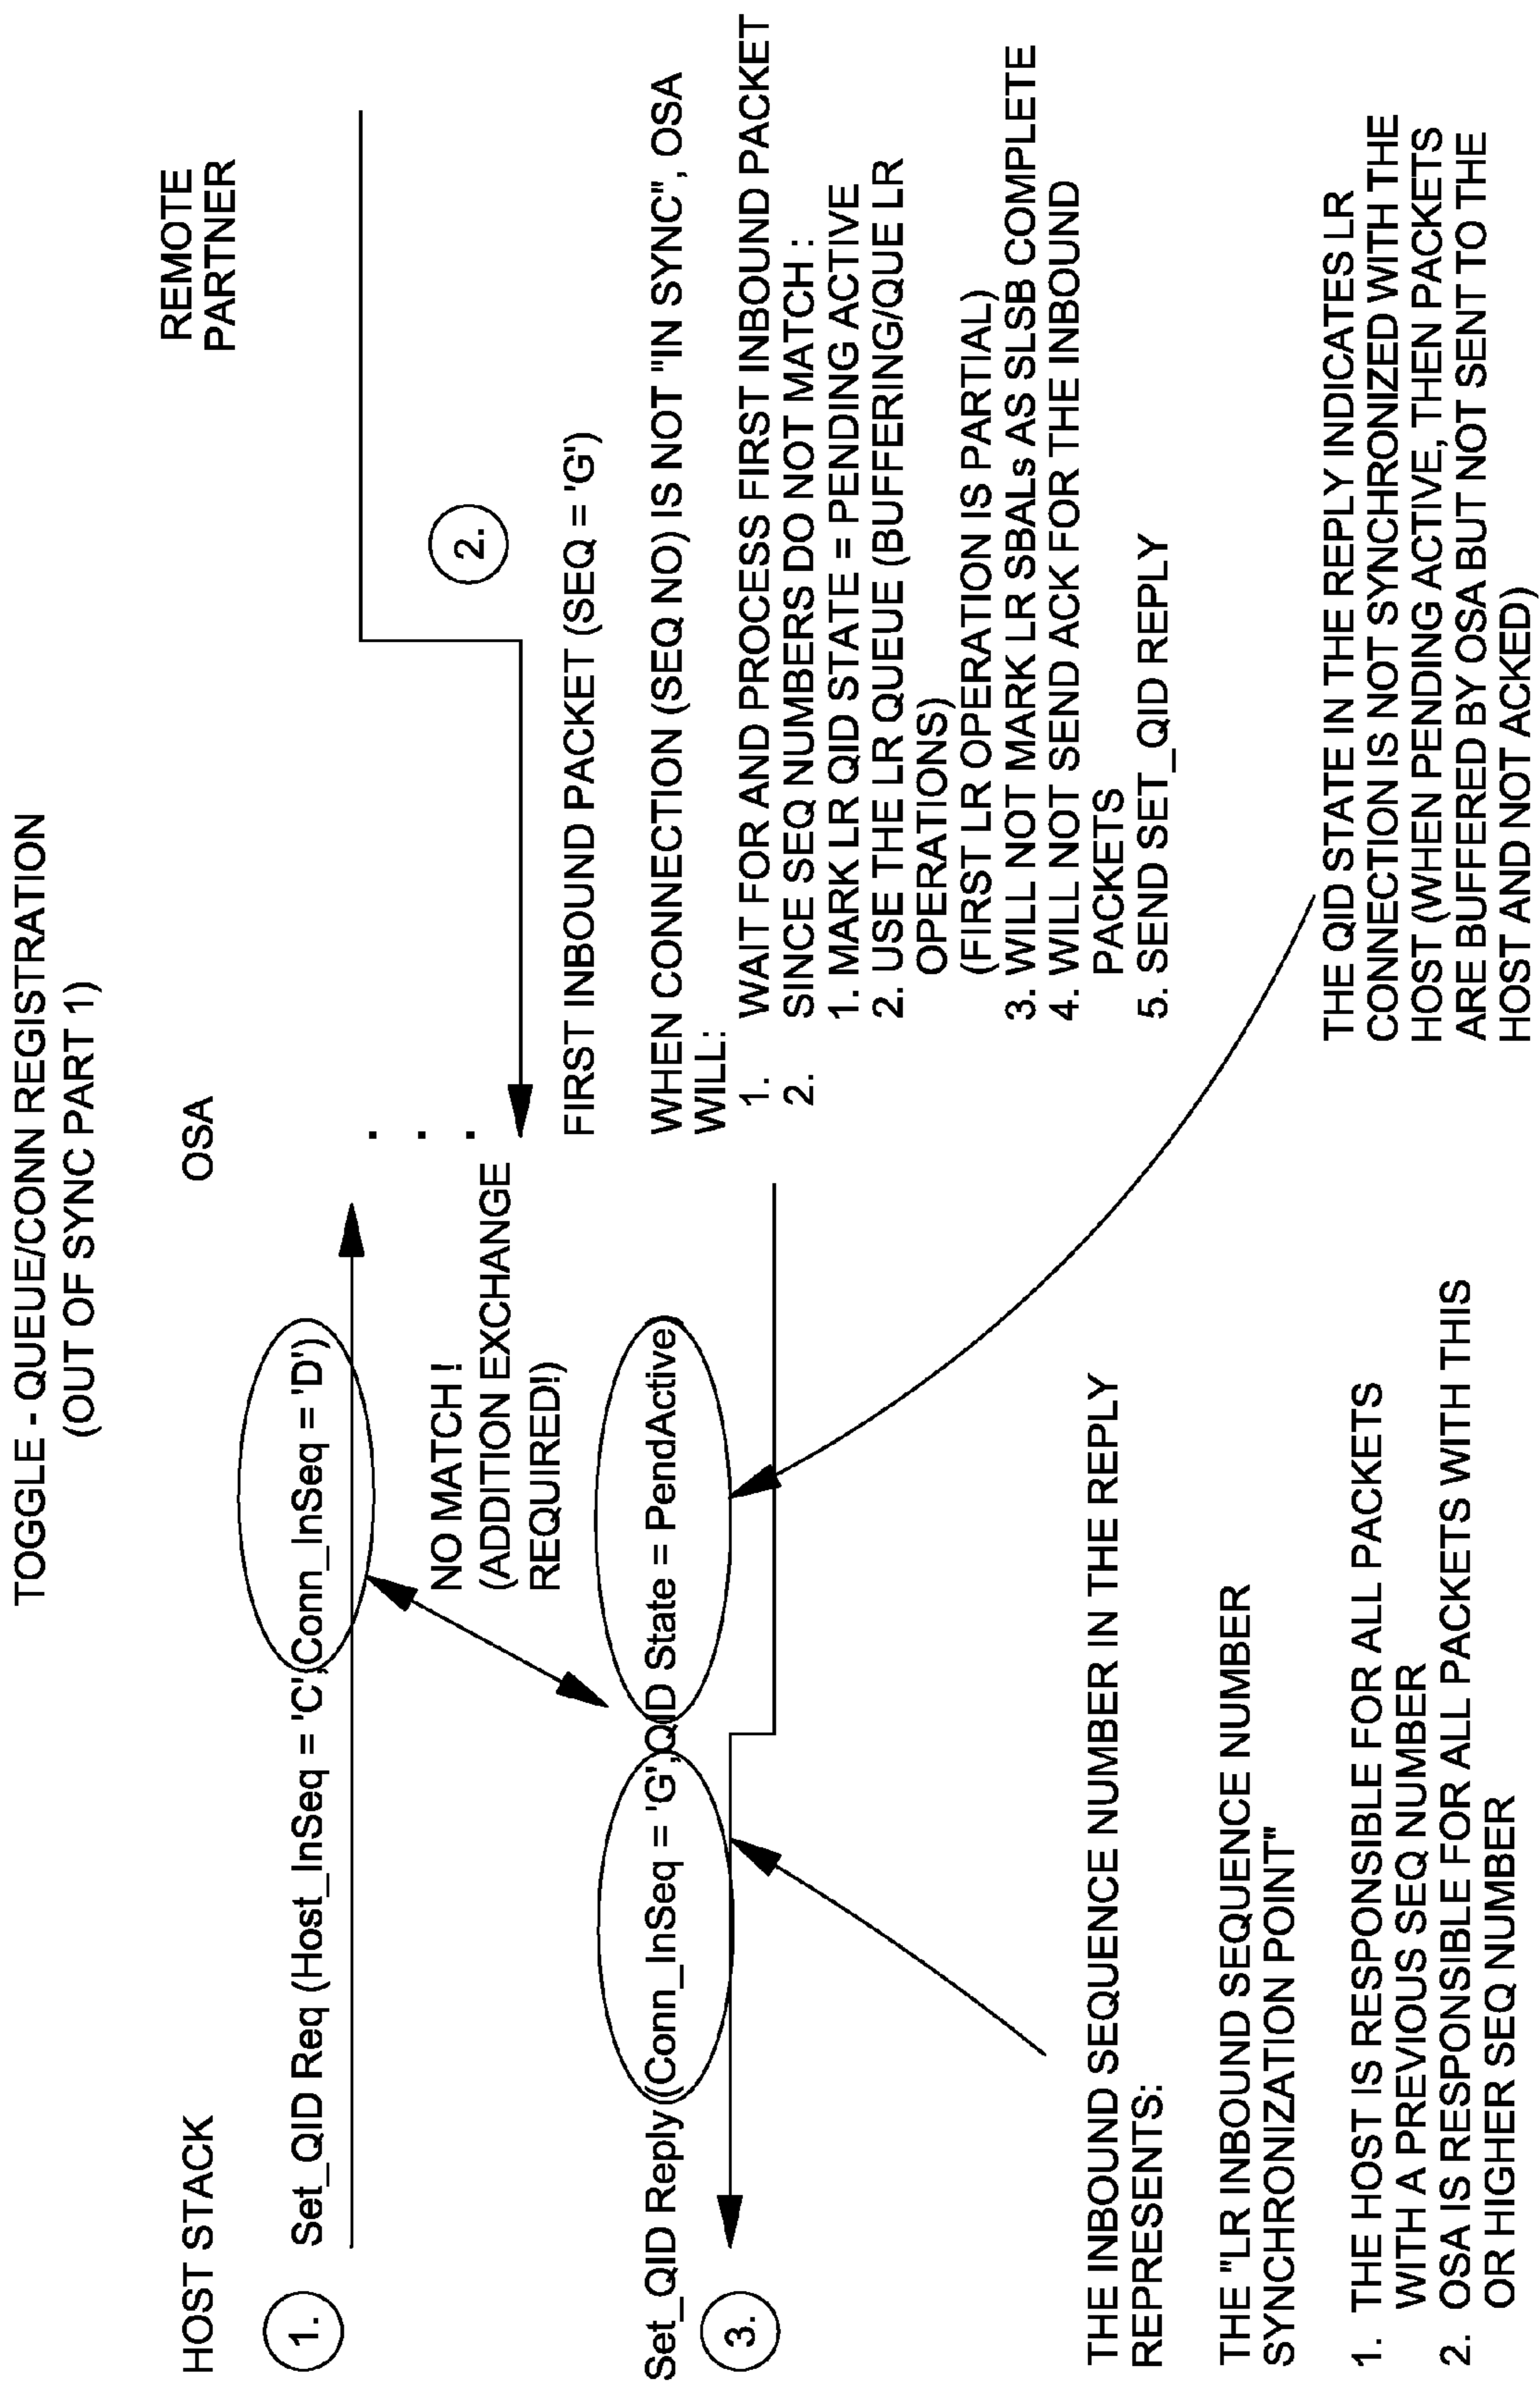 TOGGLE - QUEUE/CONN REGISTRATION
(OUT OF SYNC PART 1)
HOST STACK
OSA
REMOTE
PARTNER
1.
Set_QID Req (Host_InSeq = 'C',Conn_InSeq = 'D')
NO MATCH !
(ADDITION EXCHANGE
REQUIRED!)
. . .
2.
FIRST INBOUND PACKET (SEQ = 'G')
WHEN CONNECTION (SEQ NO) IS NOT "IN SYNC", OSA
WILL:
1. WAIT FOR AND PROCESS FIRST INBOUND PACKET
2. SINCE SEQ NUMBERS DO NOT MATCH :
1. MARK LR QID STATE = PENDING ACTIVE
2. USE THE LR QUEUE (BUFFERING/QUE LR
OPERATIONS)
(FIRST LR OPERATION IS PARTIAL)
3. WILL NOT MARK LR SBALs AS SLSB COMPLETE
4. WILL NOT SEND ACK FOR THE INBOUND
PACKETS
5. SEND SET_QID REPLY
Set_QID Reply(Conn_InSeq = 'G',QID State = PendActive
3.
THE INBOUND SEQUENCE NUMBER IN THE REPLY
REPRESENTS:
THE "LR INBOUND SEQUENCE NUMBER
SYNCHRONIZATION POINT"
1. THE HOST IS RESPONSIBLE FOR ALL PACKETS
WITH A PREVIOUS SEQ NUMBER
2. OSA IS RESPONSIBLE FOR ALL PACKETS WITH THIS
OR HIGHER SEQ NUMBER
THE QID STATE IN THE REPLY INDICATES LR
CONNECTION IS NOT SYNCHRONIZED WITH THE
HOST (WHEN PENDING ACTIVE, THEN PACKETS
ARE BUFFERED BY OSA BUT NOT SENT TO THE
HOST AND NOT ACKED)